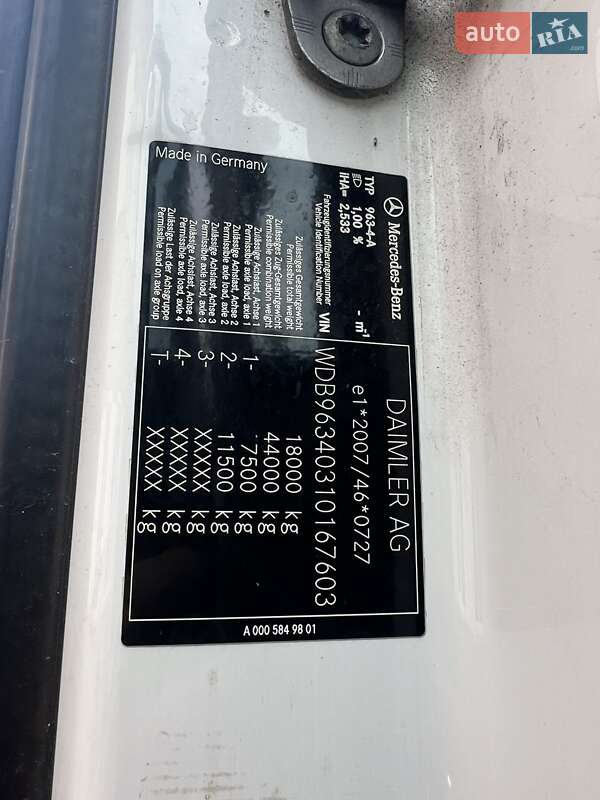 auto RIA .com
Mercedes-Benz
DAIMLER AG
TYP 963-4-A
1,00 % - m⁻¹
e1*2007/46*0727
iHA= 2,533
Fahrzeugidentifizierungsnummer
Vehicle Identification Number VIN WDB96340310167603
Zulässiges Gesamtgewicht
Permissible total weight 18000 kg
Zulässiges Zug-Gesamtgewicht
Permissible combination weight 44000 kg
Zulässige Achslast, Achse 1
Permissible axle load, axle 1 1- 7500 kg
Zulässige Achslast, Achse 2
Permissible axle load, axle 2 2- 11500 kg
Zulässige Achslast, Achse 3
Permissible axle load, axle 3 3- XXXXX kg
Zulässige Achslast, Achse 4
Permissible axle load, axle 4 4- XXXXX kg
Zulässige Last der Achsgruppe
Permissible load on axle group T- XXXXX kg
Made in Germany
A 000 584 98 01